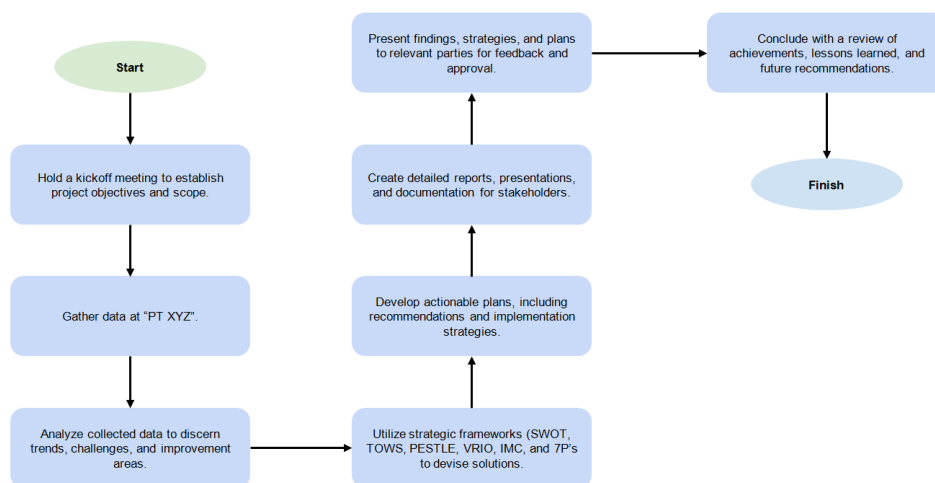 Start
Hold a kickoff meeting to establish
project objectives and scope.
Gather data at “PT XYZ”.
Analyze collected data to discern
trends, challenges, and improvement
areas.
Utilize strategic frameworks (SWOT,
TOWS, PESTLE, VRIO, IMC, and 7P's
to devise solutions.
Develop actionable plans, including
recommendations and implementation
strategies.
Create detailed reports, presentations,
and documentation for stakeholders.
Present findings, strategies, and plans
to relevant parties for feedback and
approval.
Conclude with a review of
achievements, lessons learned, and
future recommendations.
Finish